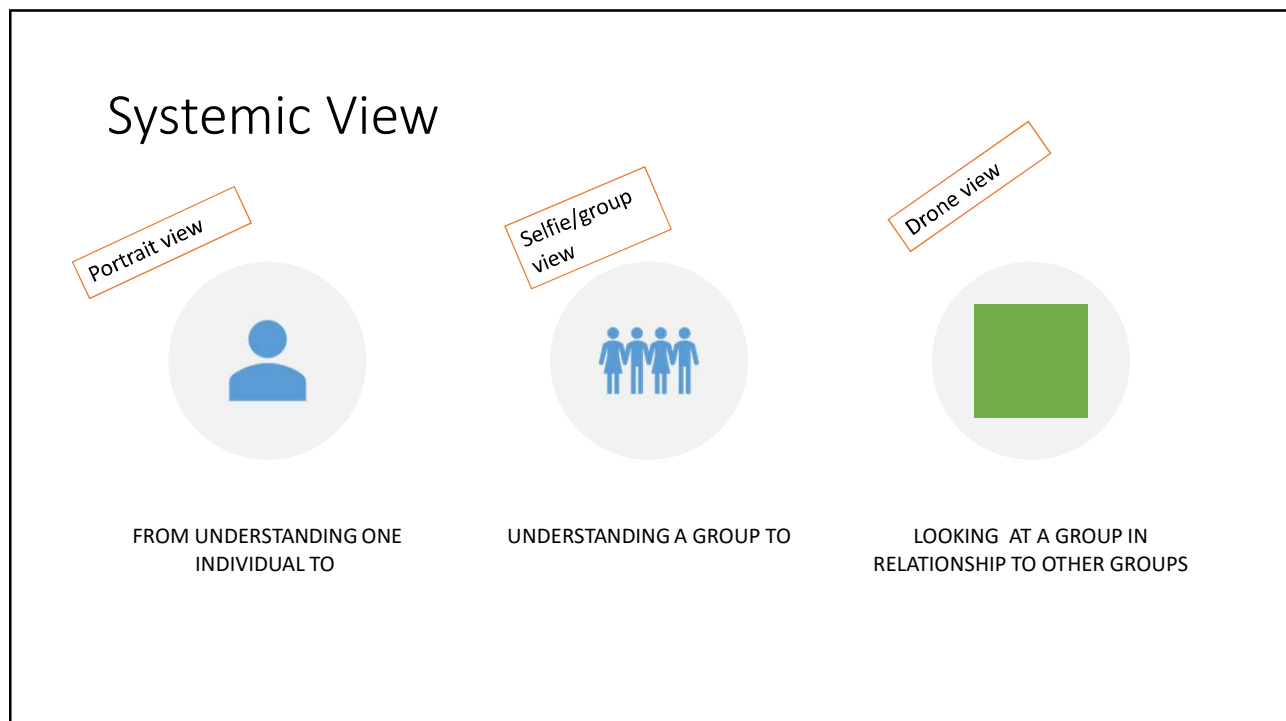 Systemic View
Portrait view
Selfie/group
view
Drone view
FROM UNDERSTANDING ONE
INDIVIDUAL TO
UNDERSTANDING A GROUP TO
LOOKING  AT A GROUP IN
RELATIONSHIP TO OTHER GROUPS